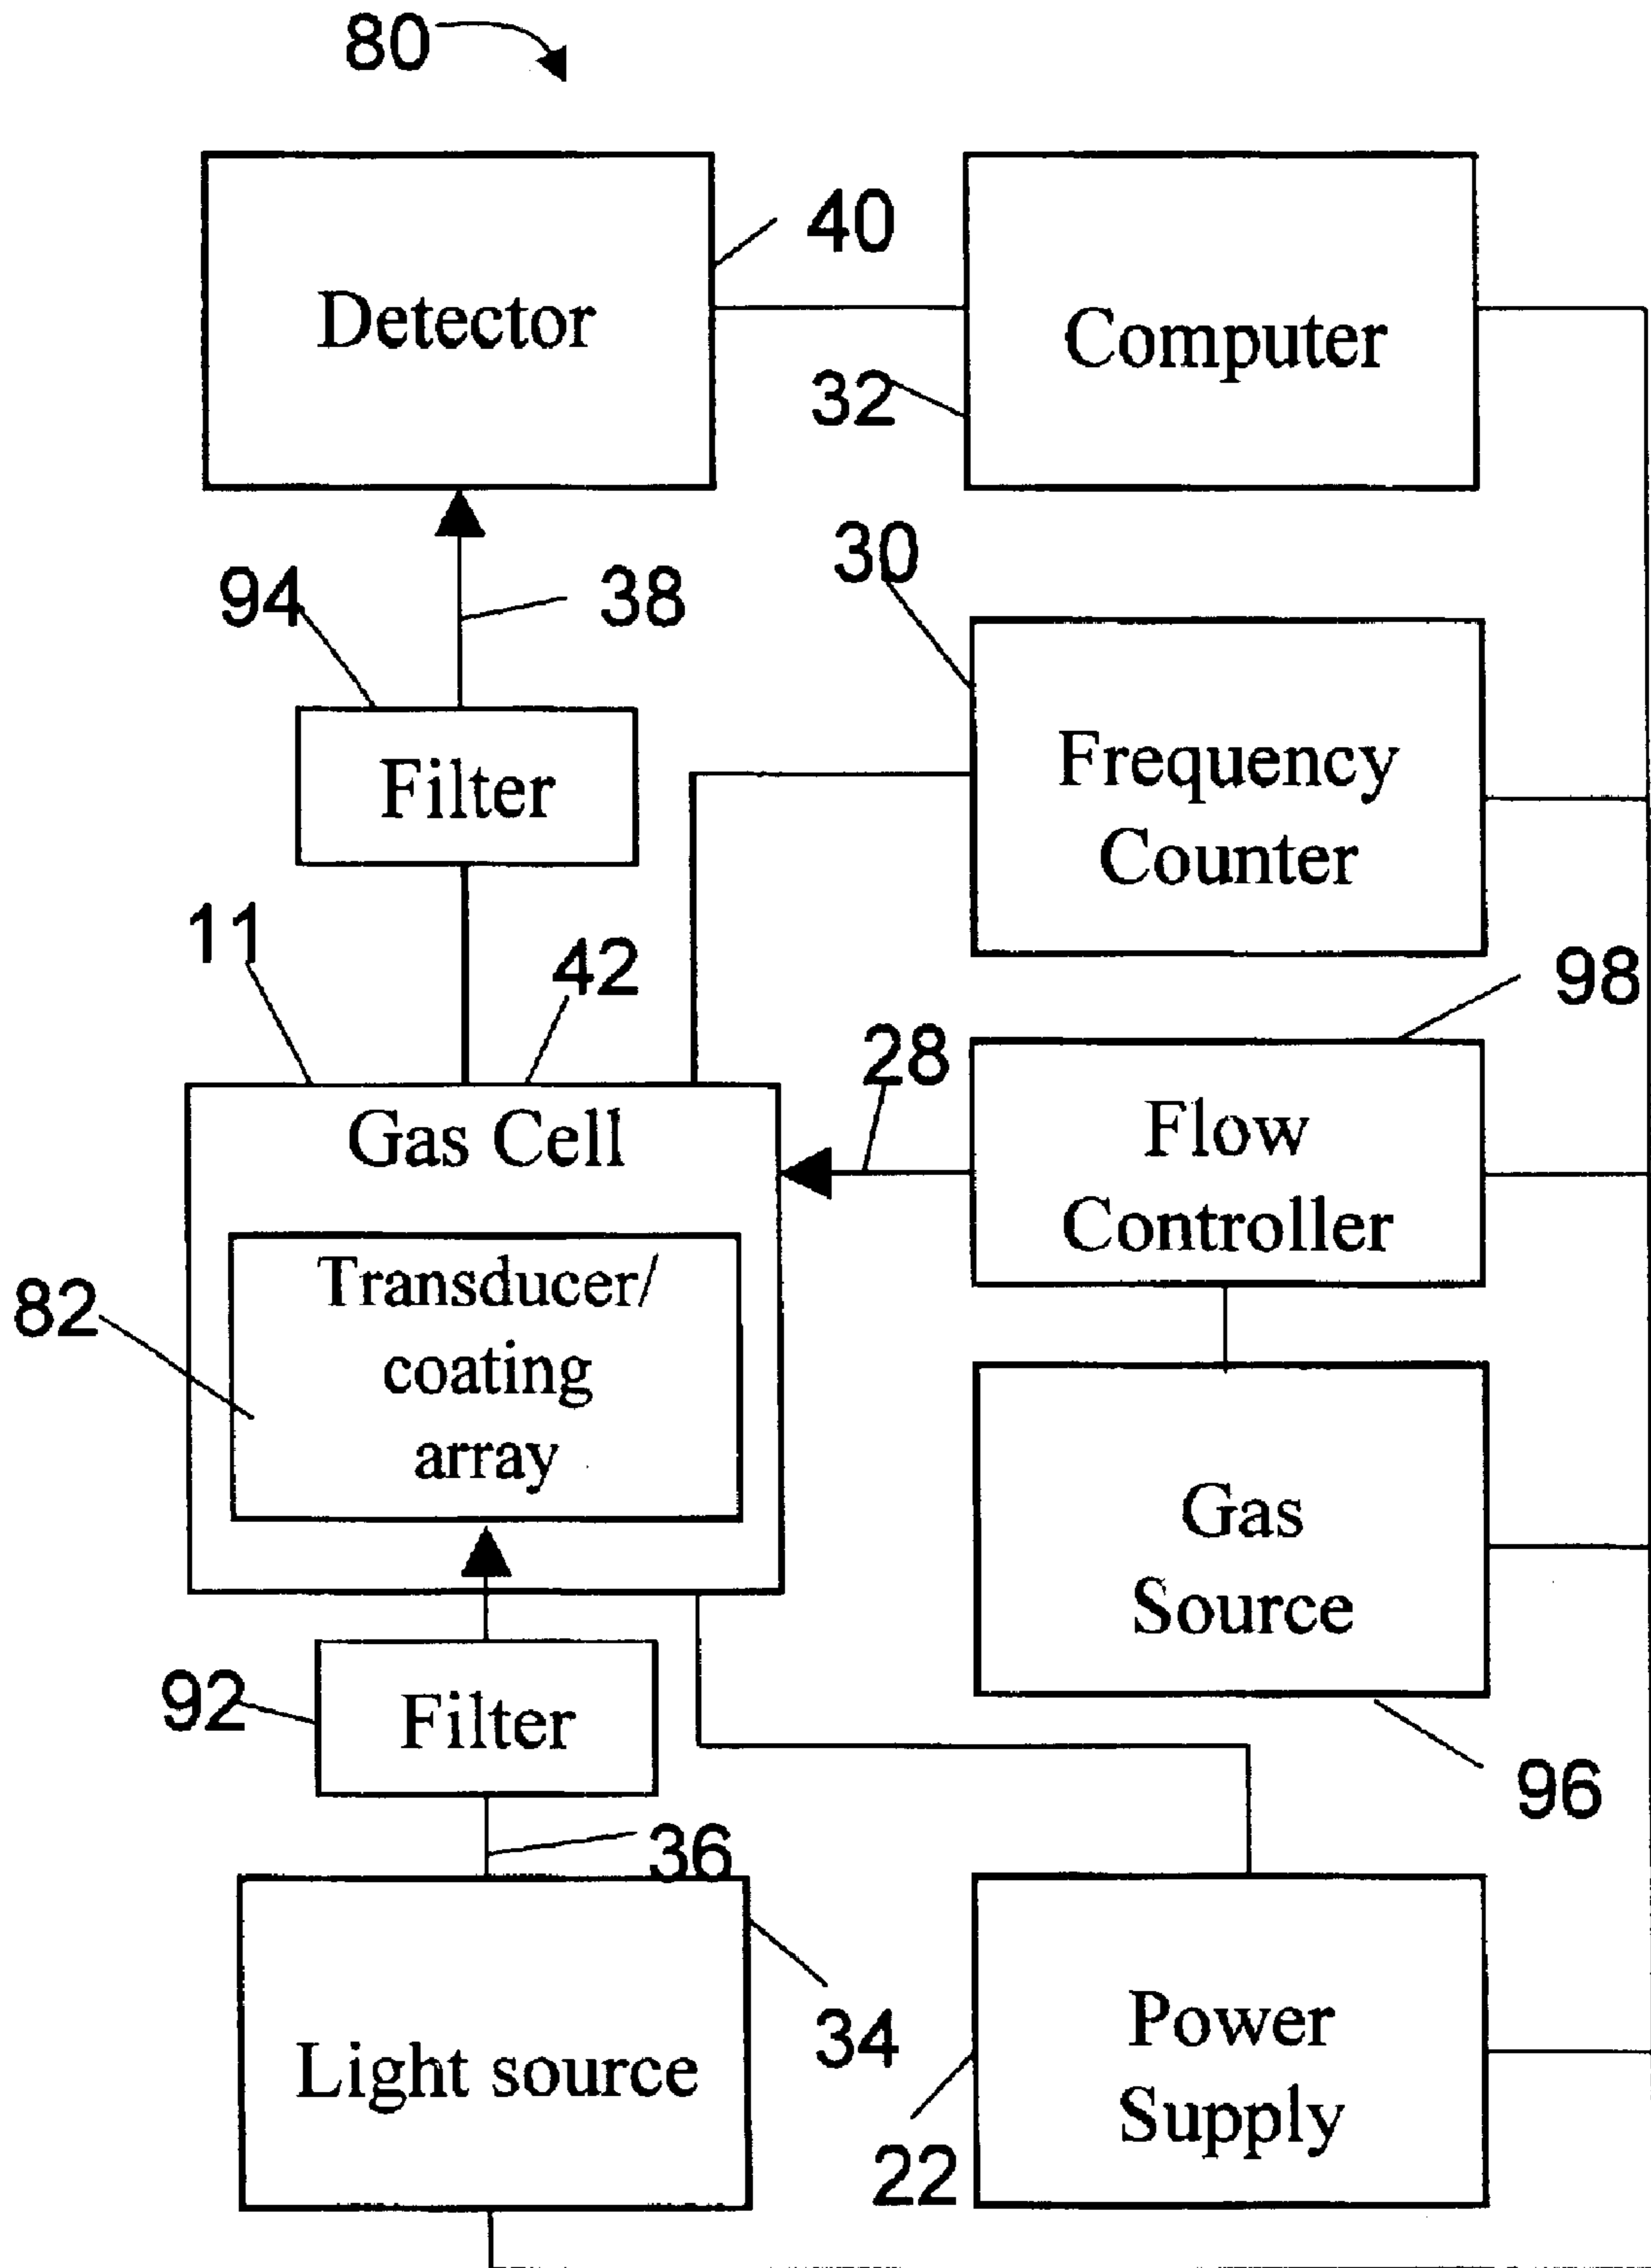 80
40
Detector
Computer
32
30
94
38
Filter
Frequency
Counter
11
42
98
28
Gas Cell
Flow
Controller
Transducer/
coating
array
82
Gas
Source
92
Filter
96
36
34
Light source
Power
Supply
22